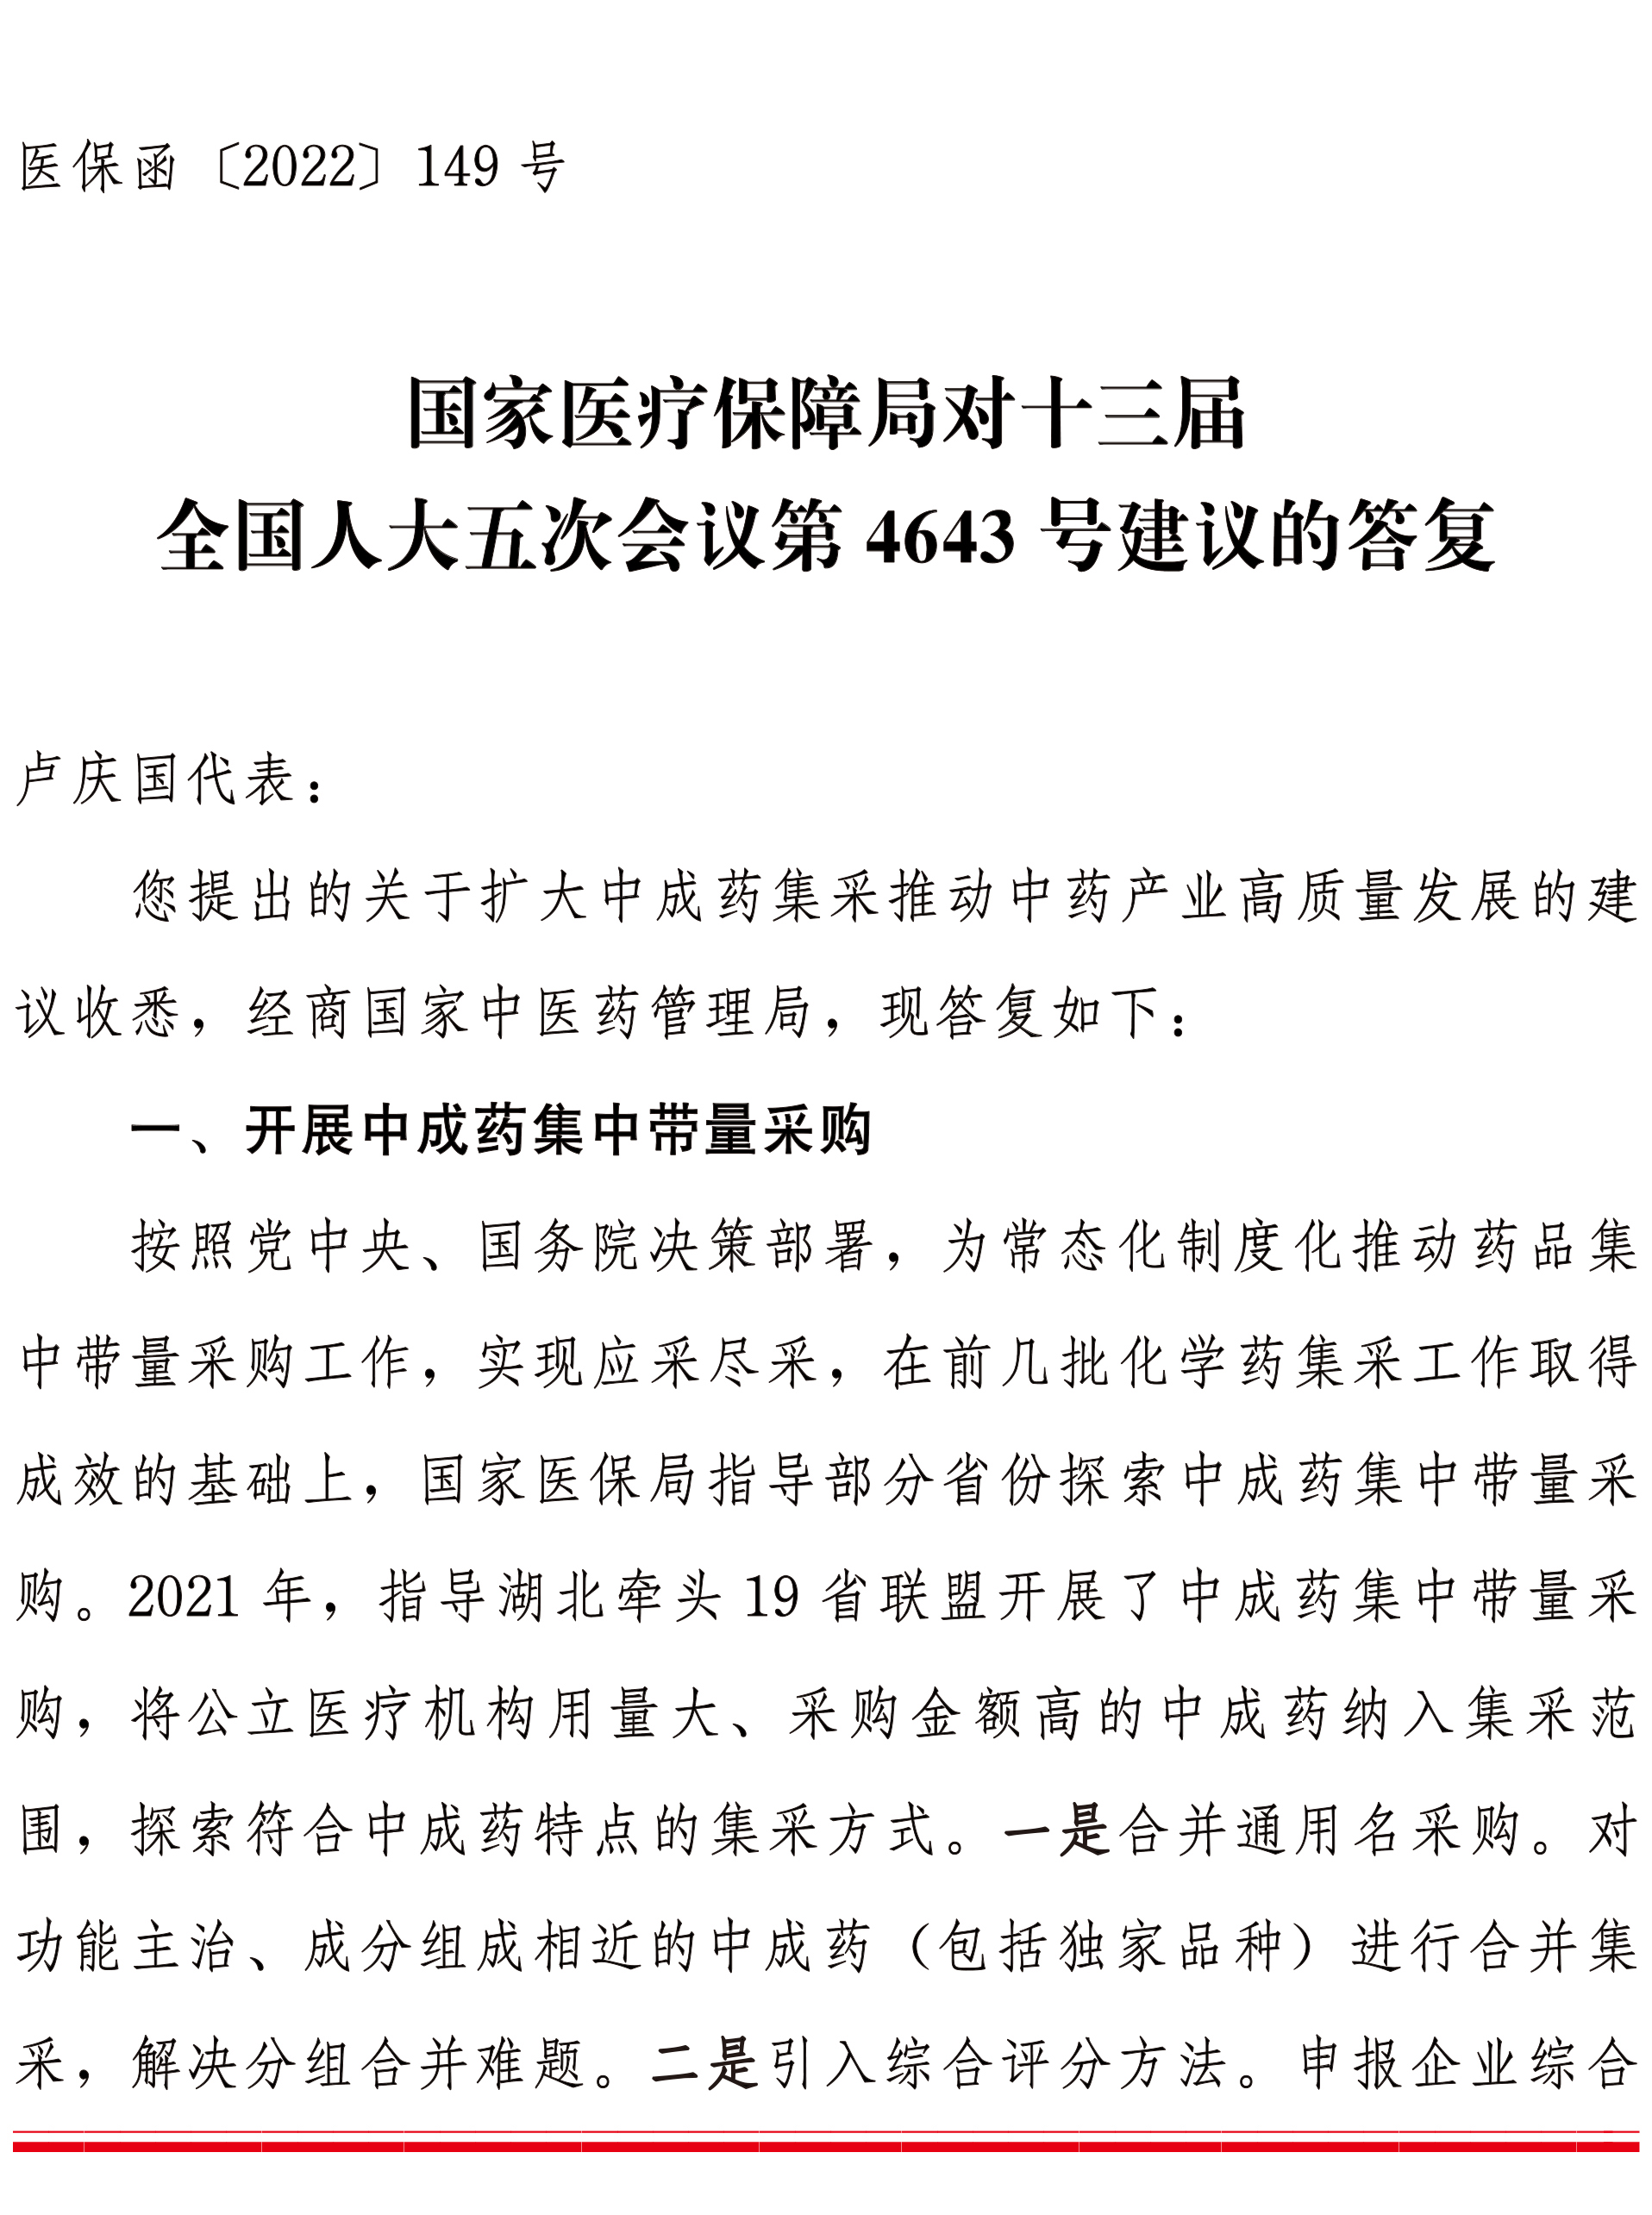 医保函〔2022〕149 号
国家医疗保障局对十三届
全国人大五次会议第 4643 号建议的答复
卢庆国代表：
您提出的关于扩大中成药集采推动中药产业高质量发展的建
议收悉，经商国家中医药管理局，现答复如下：
一、开展中成药集中带量采购
按照党中央、国务院决策部署，为常态化制度化推动药品集
中带量采购工作，实现应采尽采，在前几批化学药集采工作取得
成效的基础上，国家医保局指导部分省份探索中成药集中带量采
购。2021 年，指导湖北牵头 19 省联盟开展了中成药集中带量采
购，将公立医疗机构用量大、采购金额高的中成药纳入集采范
围，探索符合中成药特点的集采方式。一是合并通用名采购。对
功能主治、成分组成相近的中成药（包括独家品种）进行合并集
采，解决分组合并难题。二是引入综合评分方法。申报企业综合